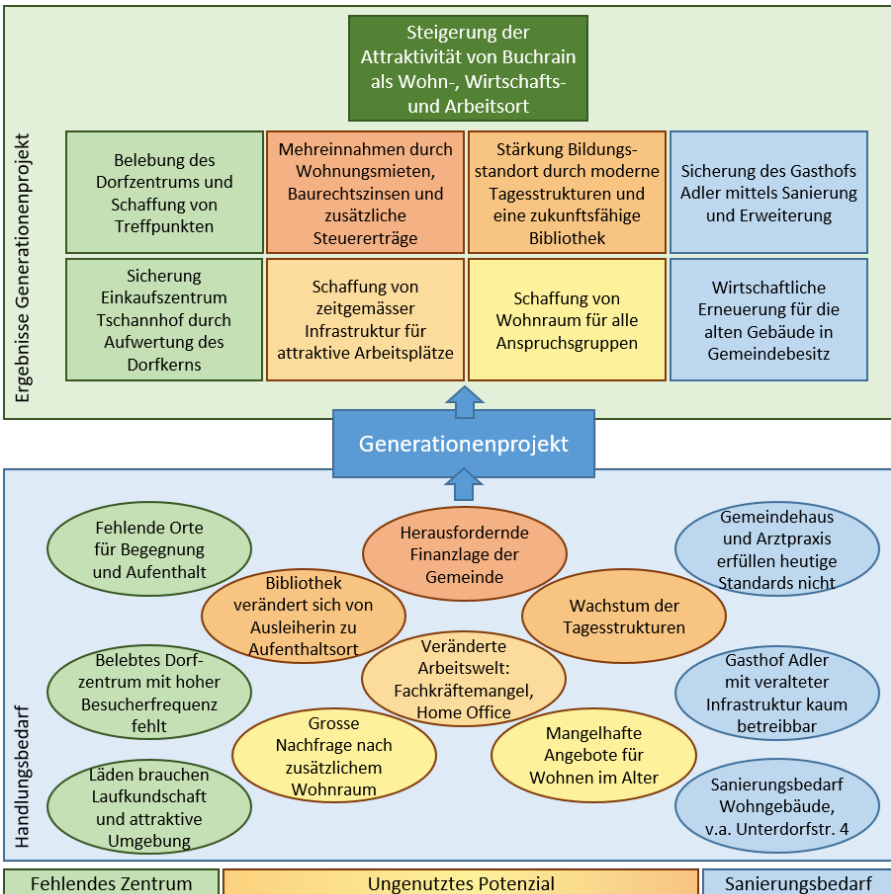 Steigerung der
Attraktivität von Buchrain
als Wohn-, Wirtschafts-
und Arbeitsort
Ergebnisse Generationenprojekt
Belebung des
Dorfzentrums und
Schaffung von
Treffpunkten
Mehreinnahmen durch
Wohnungsmieten,
Baurechtszinsen und
zusätzliche
Steuererträge
Stärkung Bildungs-
standort durch moderne
Tagesstrukturen und
eine zukunftsfähige
Bibliothek
Sicherung des Gasthofs
Adler mittels Sanierung
und Erweiterung
Sicherung
Einkaufszentrum
Tschannhof durch
Aufwertung des
Dorfkerns
Schaffung von
zeitgemässer
Infrastruktur für
attraktive Arbeitsplätze
Schaffung von
Wohnraum für alle
Anspruchsgruppen
Wirtschaftliche
Erneuerung für die
alten Gebäude in
Gemeindebesitz
Generationenprojekt
Handlungsbedarf
Fehlende Orte
für Begegnung
und Aufenthalt
Herausfordernde
Finanzlage der
Gemeinde
Gemeindehaus
und Arztpraxis
erfüllen heutige
Standards nicht
Bibliothek
verändert sich von
Ausleiherin zu
Aufenthaltsort
Wachstum der
Tagesstrukturen
Belebtes Dorf-
zentrum mit hoher
Besucherfrequenz
fehlt
Veränderte
Arbeitswelt:
Fachkräftemangel,
Home Office
Gasthof Adler
mit veralteter
Infrastruktur kaum
betreibbar
Grosse
Nachfrage nach
zusätzlichem
Wohnraum
Mangelhafte
Angebote für
Wohnen im Alter
Läden brauchen
Laufkundschaft
und attraktive
Umgebung
Sanierungsbedarf
Wohngebäude,
v.a. Unterdorfstr. 4
Fehlendes Zentrum
Ungenutztes Potenzial
Sanierungsbedarf